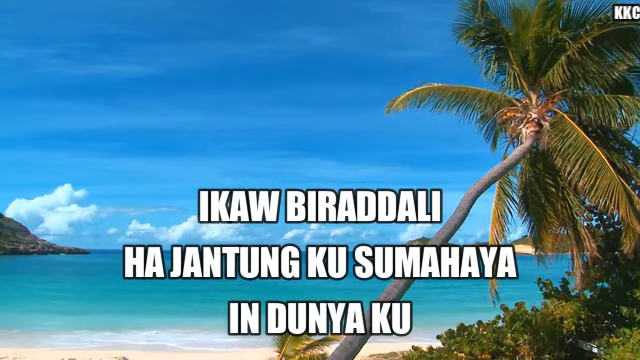 KKC
IKAW BIRADDALI
HA JANTUNG KU SUMAHAYA
IN DUNYA KU